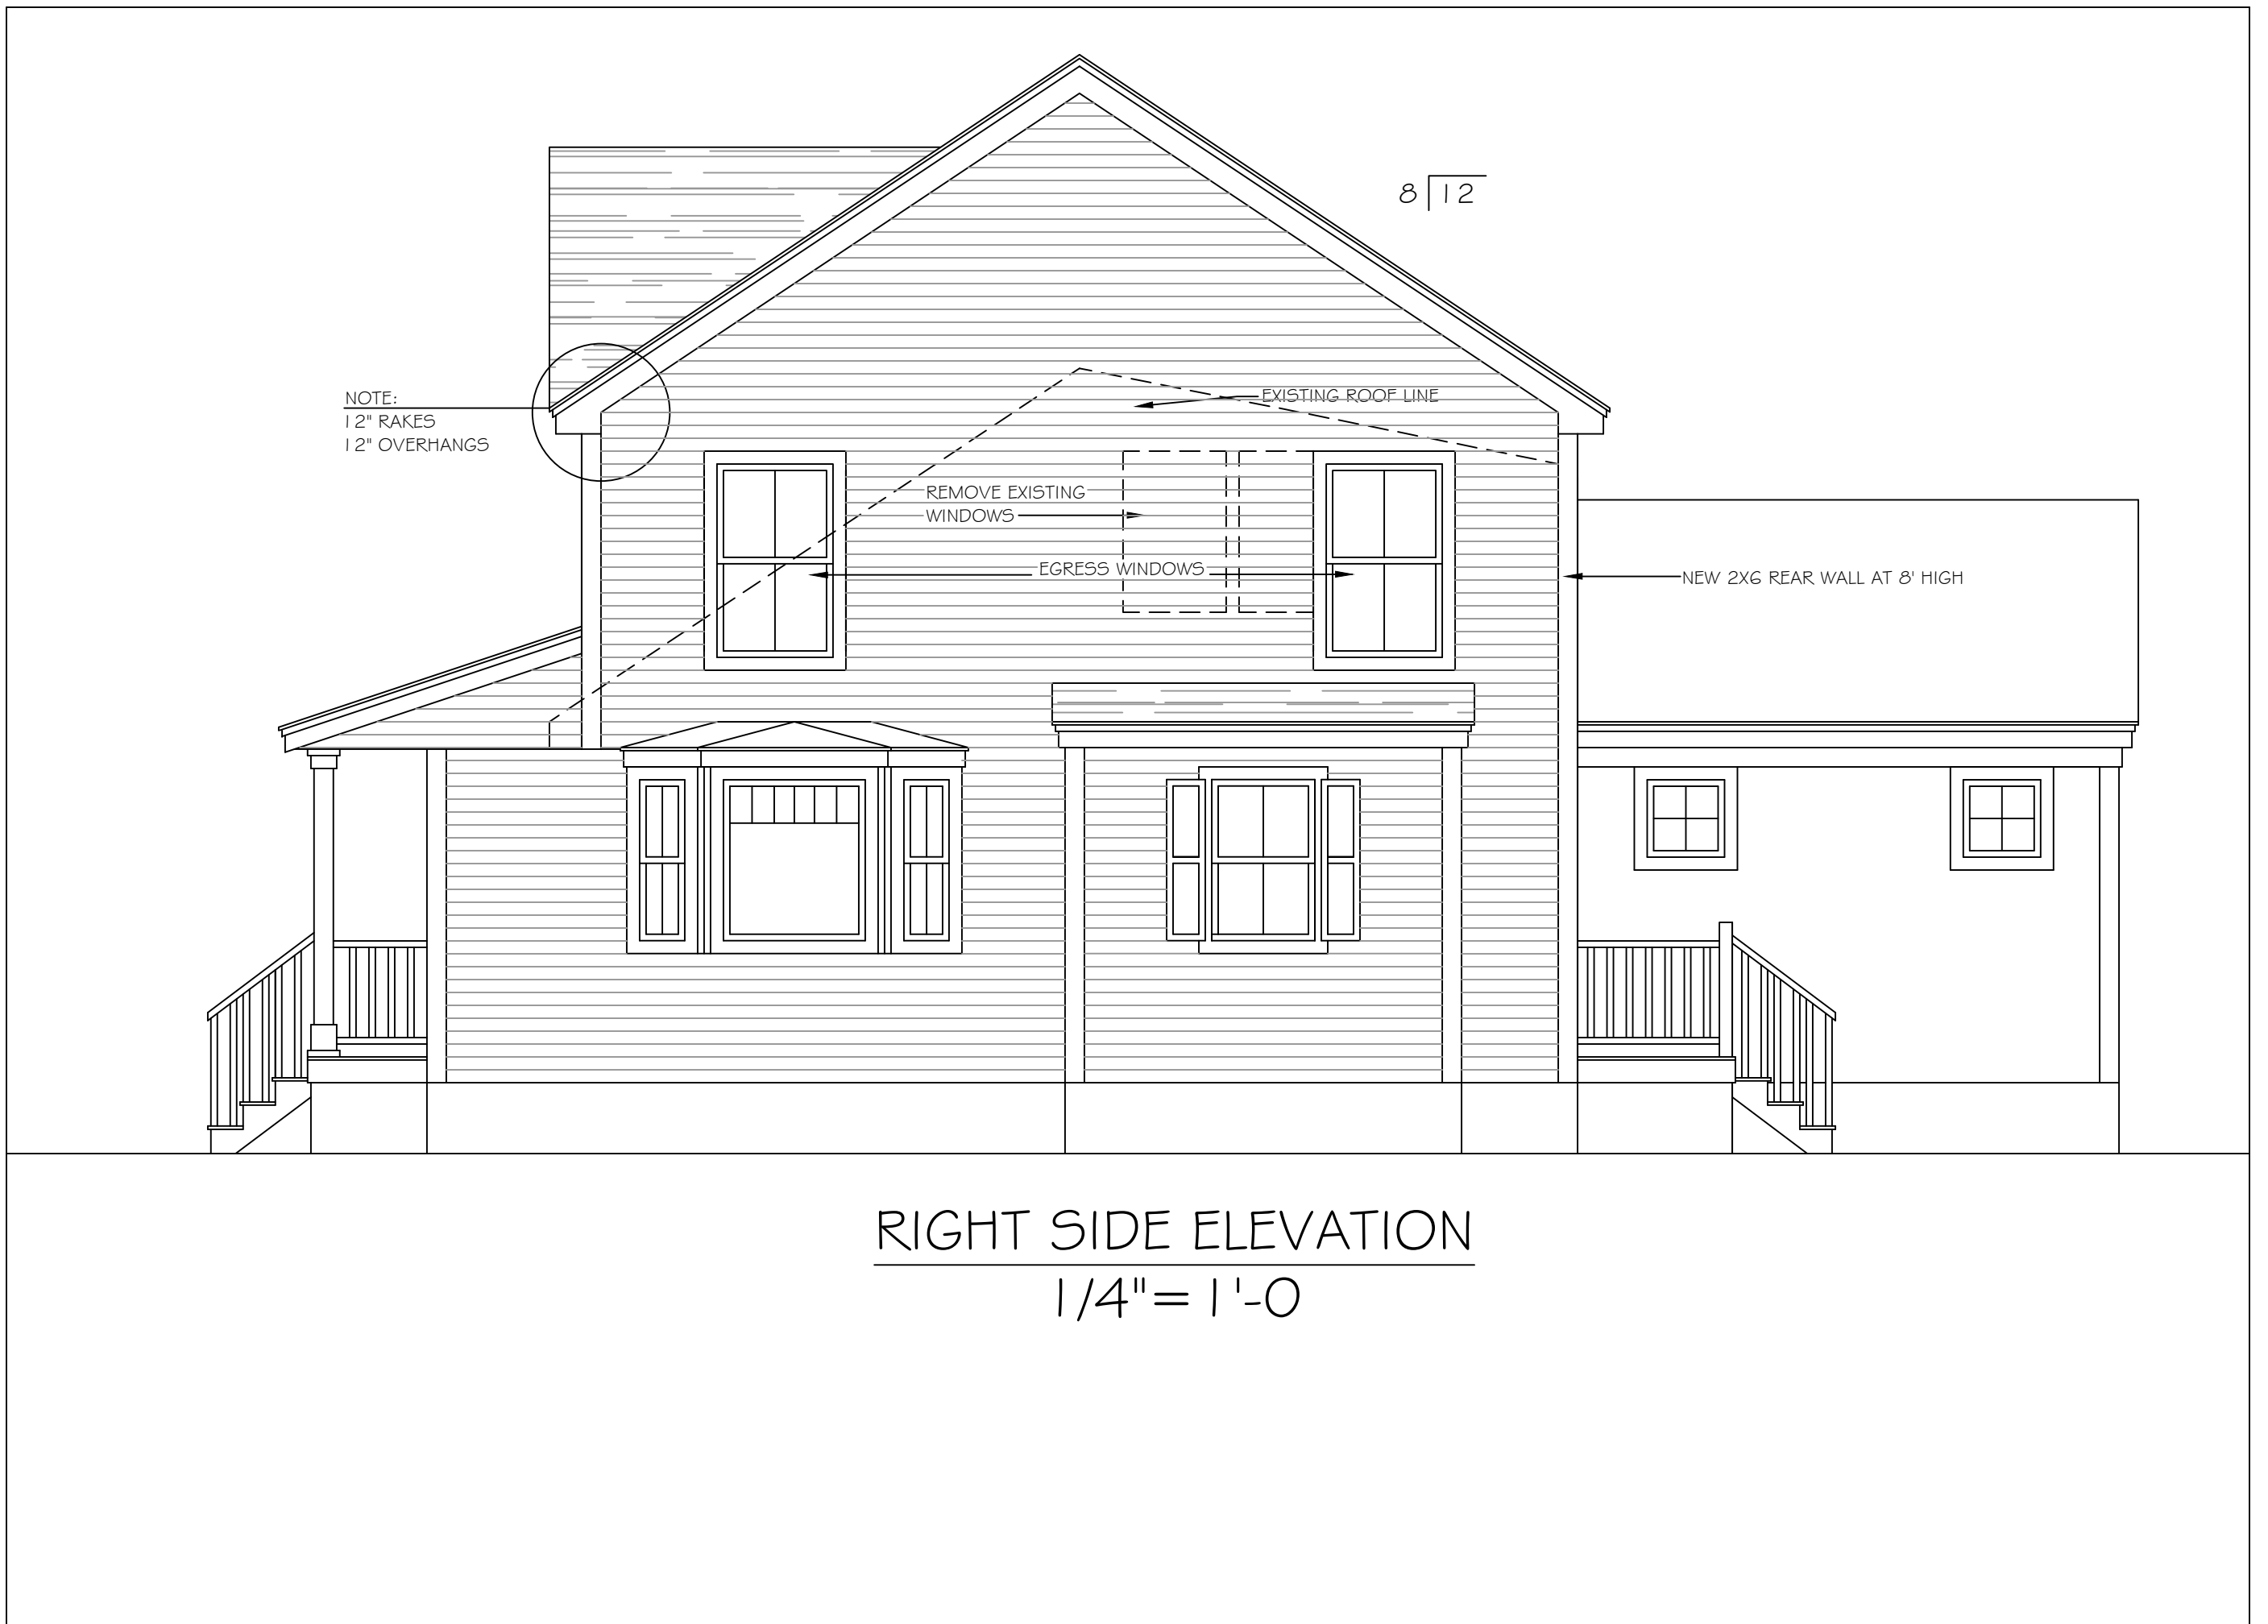 8 12
NOTE:
12" RAKES
12" OVERHANGS
EXISTING ROOF LINE
REMOVE EXISTING
WINDOWS
EGRESS WINDOWS
NEW 2X6 REAR WALL AT 8' HIGH
RIGHT SIDE ELEVATION
1/4"= 1'-0